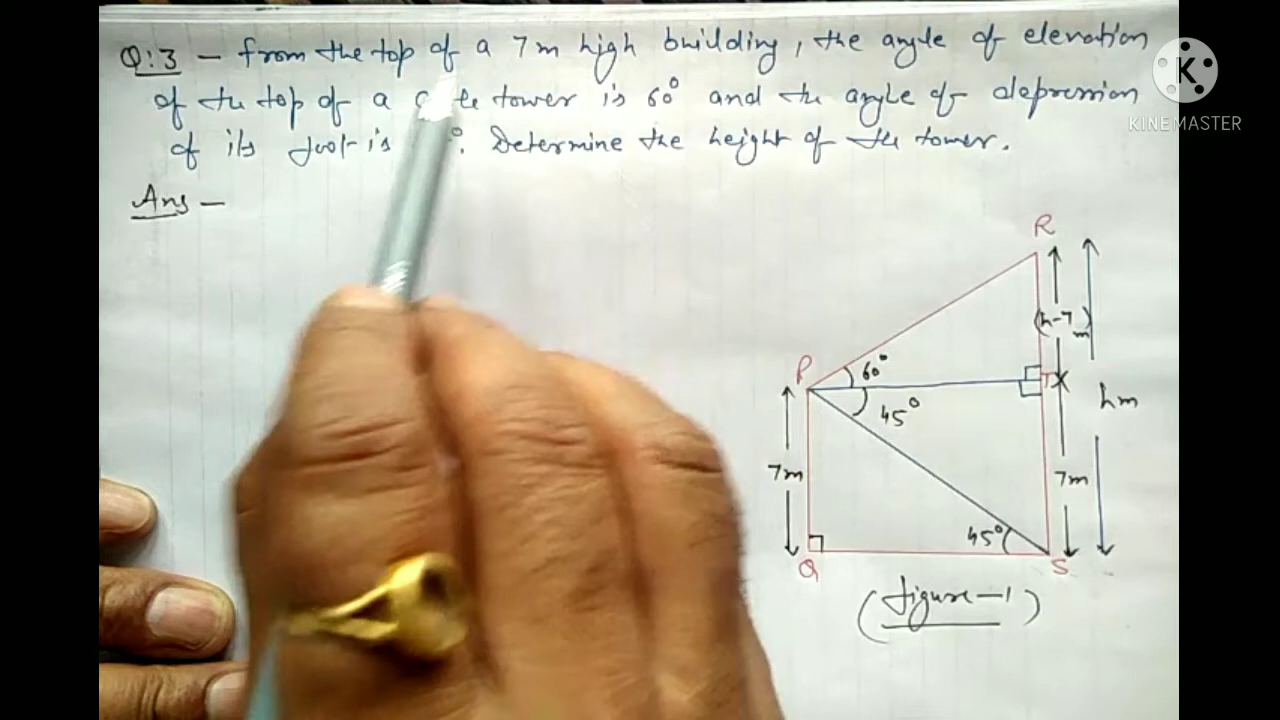 Q:3 – from the top of a 7m high building, the angle of elevation
of the top of a tower is 60° and the angle of depression
of its foot is °. Determine the height of the tower.
Ans –
K
KINEMASTER
R
(h-7)
m
P
60°
45°
hm
7m
7m
45°
Q
S
(figure-1)